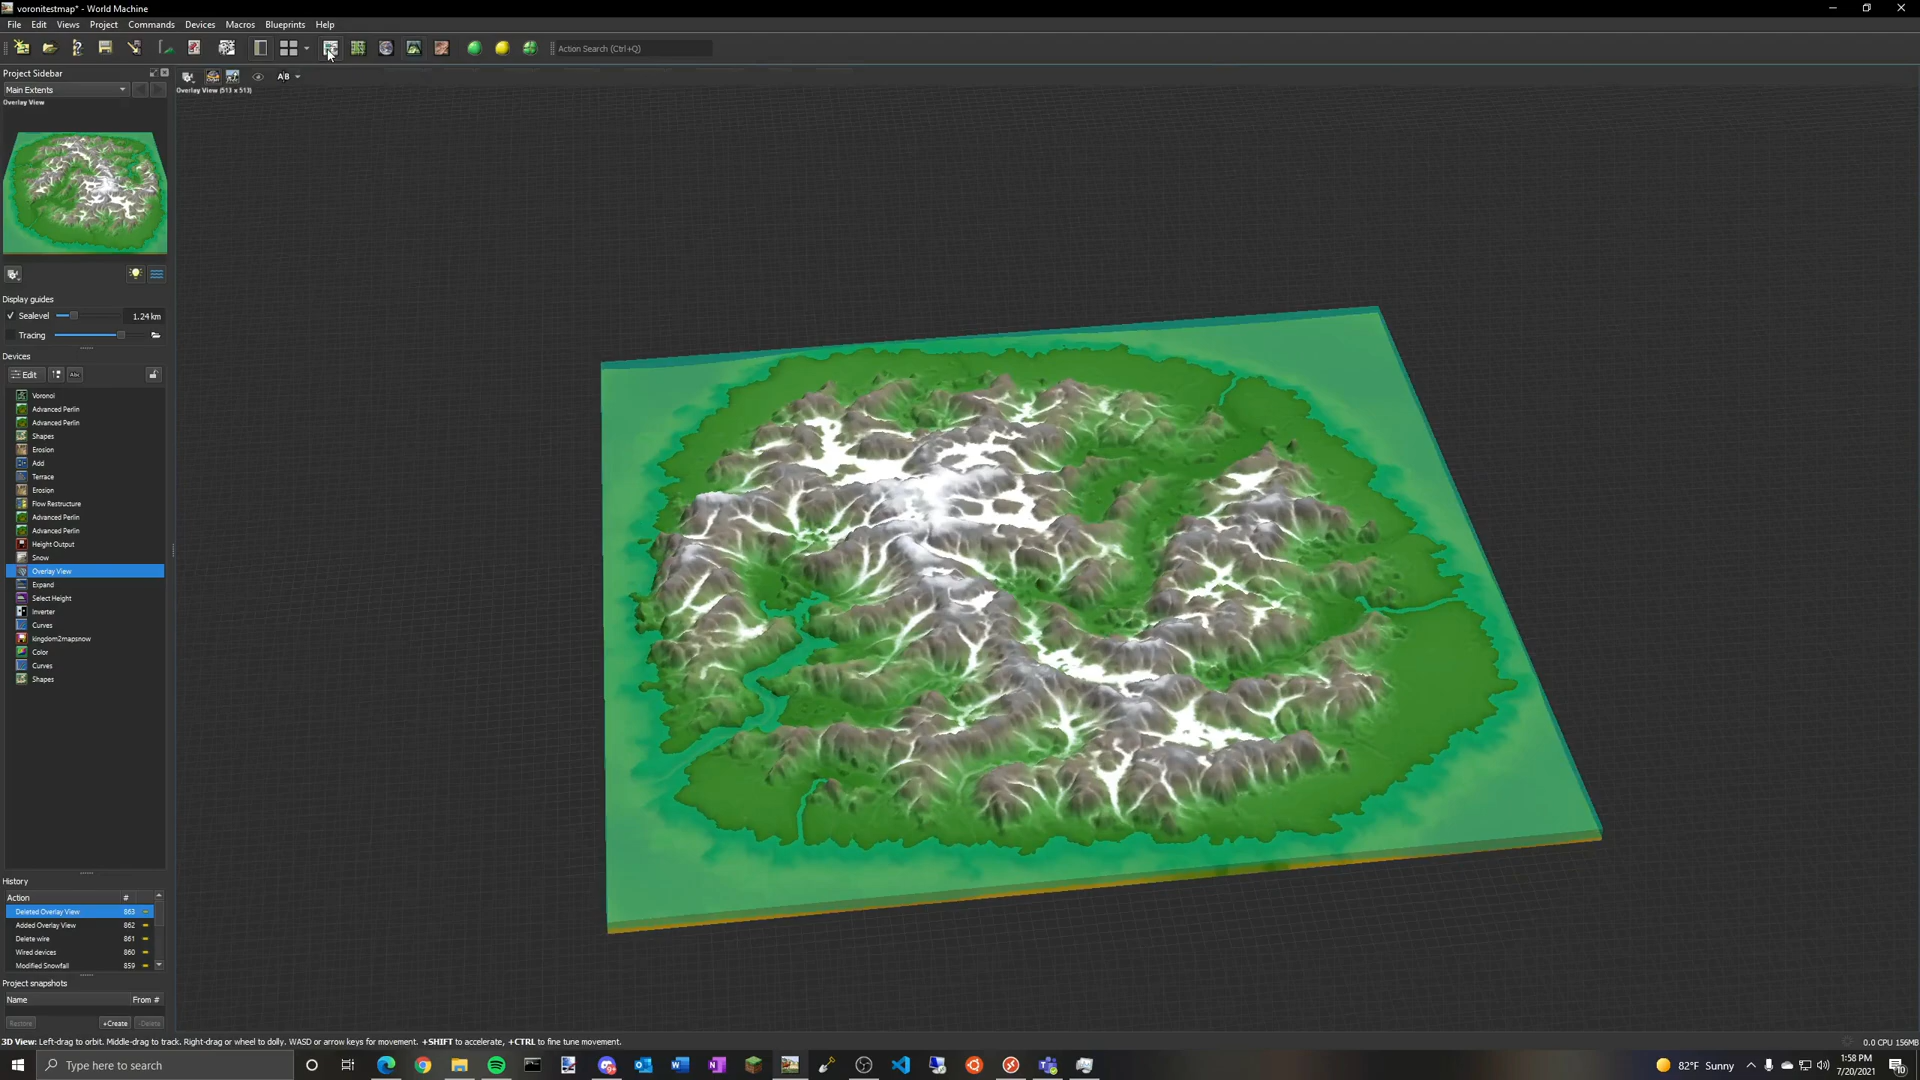 voronitestmap* - World Machine
File Edit Views Project Commands Devices Macros Blueprints Help
Action Search (Ctrl+Q)
Project Sidebar
Main Extents
AB
Overlay View (513 x 513)
Overlay View
Display guides
Sealevel 1.24 km
Tracing
Devices
Edit Abc
Voronoi
Advanced Perlin
Advanced Perlin
Shapes
Erosion
Add
Terrace
Erosion
Flow Restructure
Advanced Perlin
Advanced Perlin
Height Output
Snow
Overlay View
Expand
Select Height
Inverter
Curves
kingdom2mapsnow
Color
Curves
Shapes
History
Action #
Deleted Overlay View 863
Added Overlay View 862
Delete wire 861
Wired devices 860
Modified Snowfall 859
Project snapshots
Name From #
Restore +Create -Delete
3D View: Left-drag to orbit. Middle-drag to track. Right-drag or wheel to dolly. WASD or arrow keys for movement. +SHIFT to accelerate, +CTRL to fine tune movement.
0.0 CPU 156MB
Type here to search
82°F Sunny
1:58 PM
7/20/2021